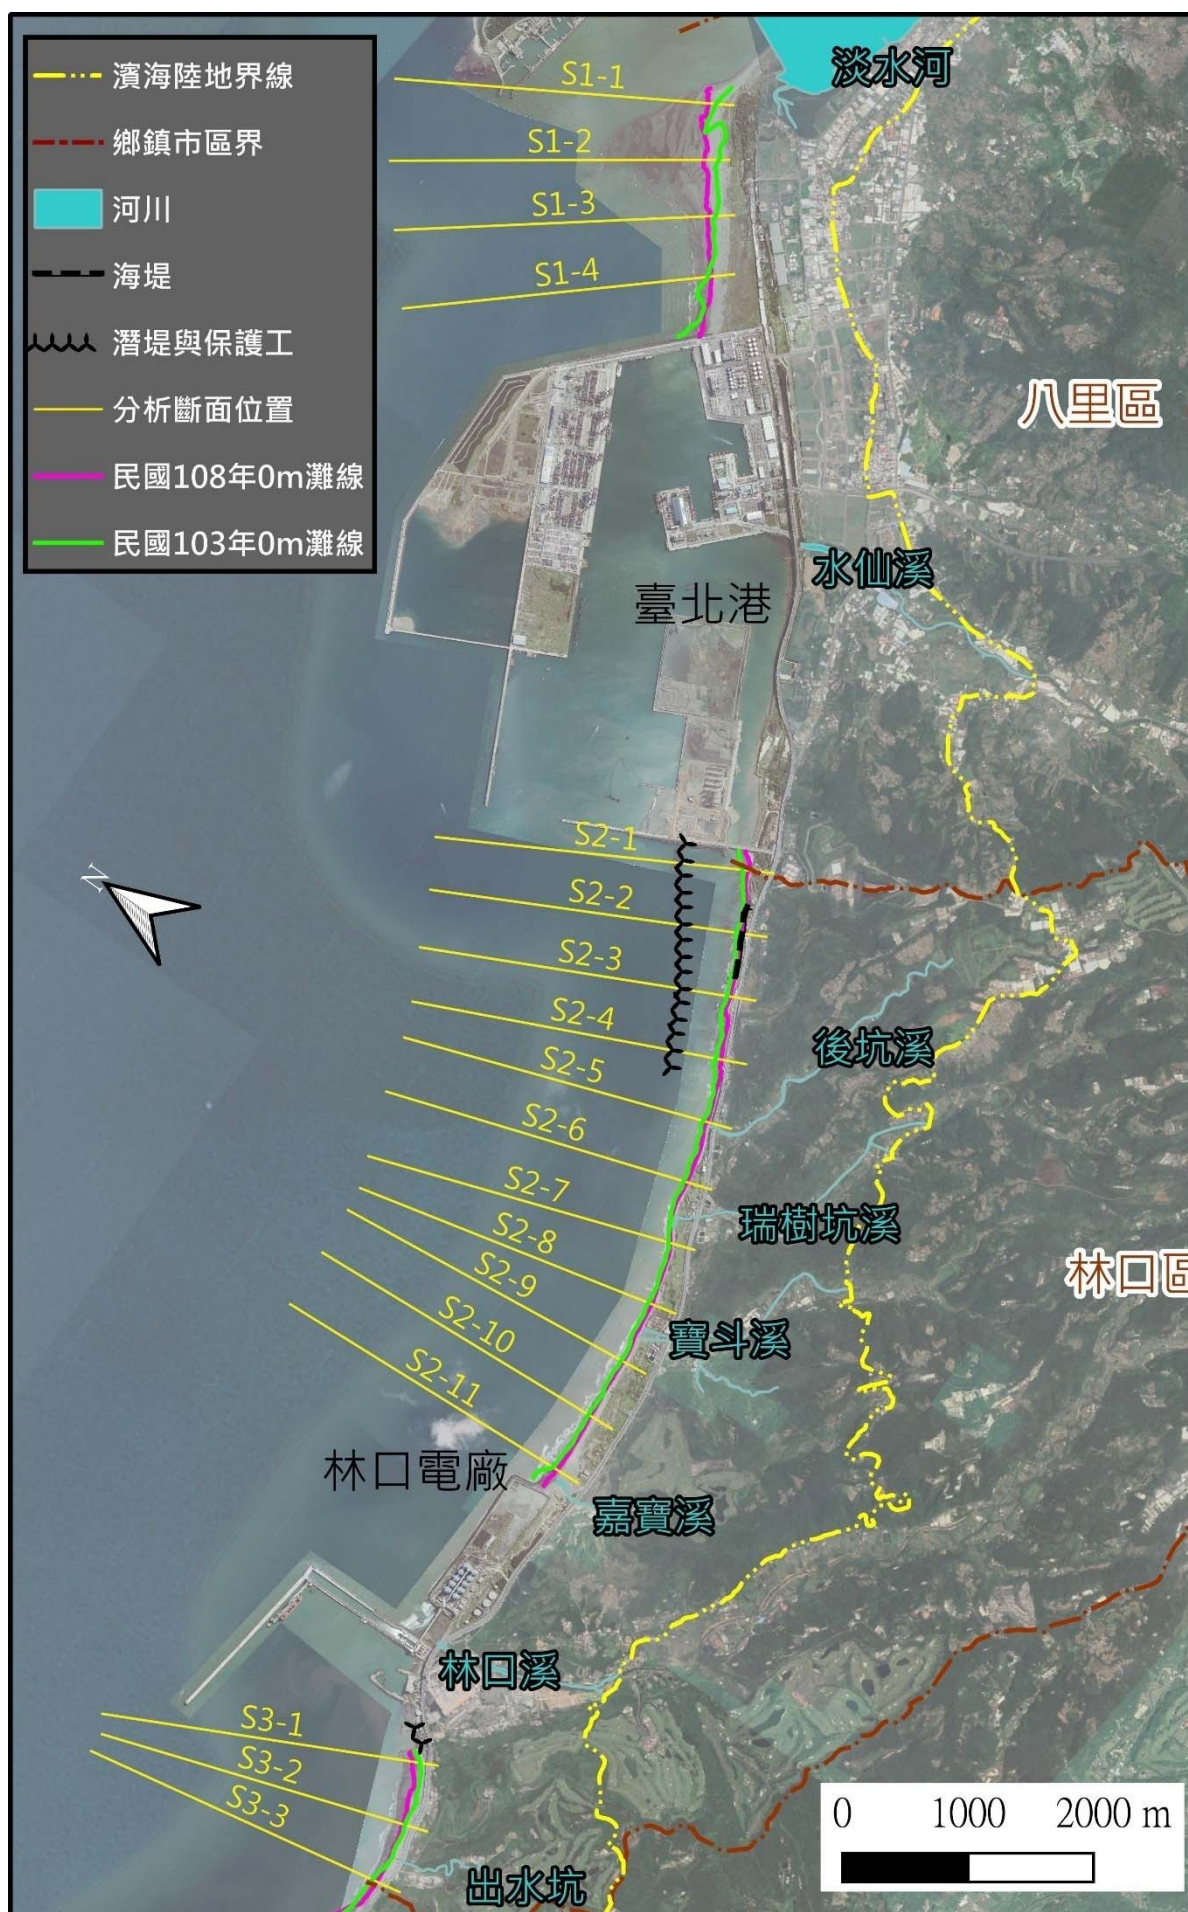 濱海陸地界線
鄉鎮市區界
河川
海堤
潛堤與保護工
分析斷面位置
民國108年0m灘線
民國103年0m灘線
淡水河
S1-1
S1-2
S1-3
S1-4
八里區
水仙溪
臺北港
S2-1
N
S2-2
S2-3
S2-4
後坑溪
S2-5
S2-6
S2-7
瑞樹坑溪
S2-8
林口區
S2-9
寶斗溪
S2-10
S2-11
林口電廠
嘉寶溪
林口溪
S3-1
S3-2
S3-3
0 1000 2000 m
出水坑